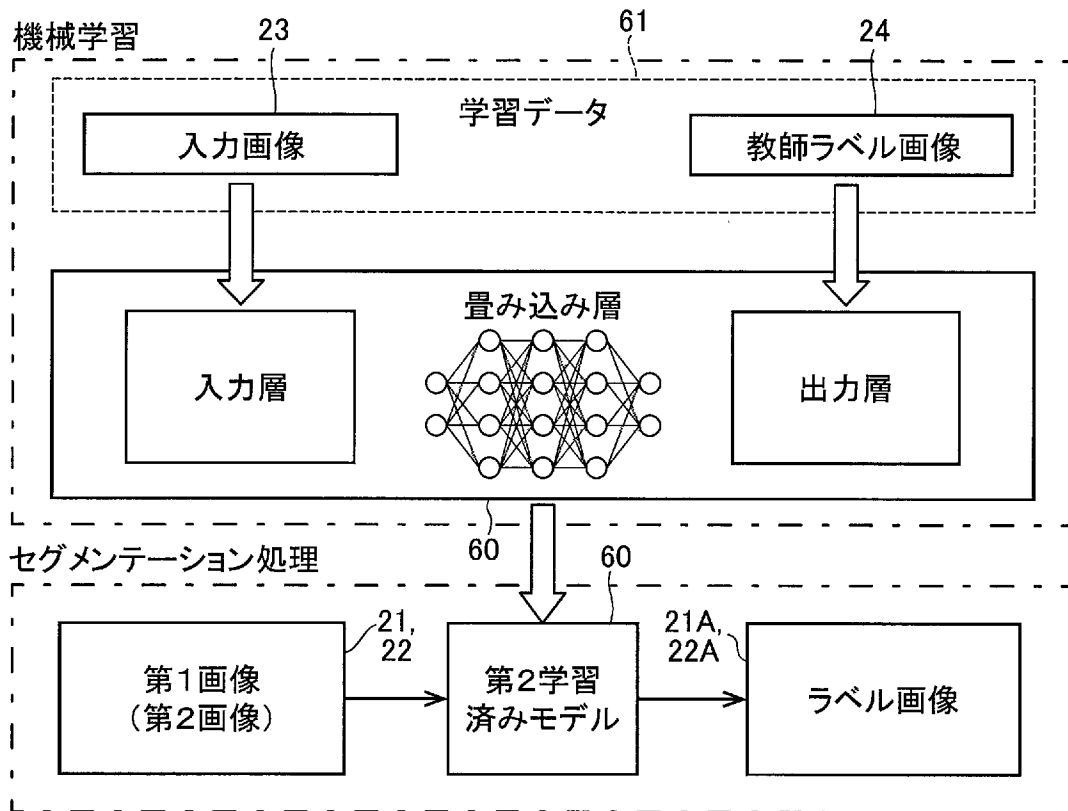 機械学習
23
61
24
学習データ
入力画像
教師ラベル画像
畳み込み層
入力層
出力層
60
セグメンテーション処理
60
21,
22
21A,
22A
第1画像
(第2画像)
第2学習
済みモデル
ラベル画像